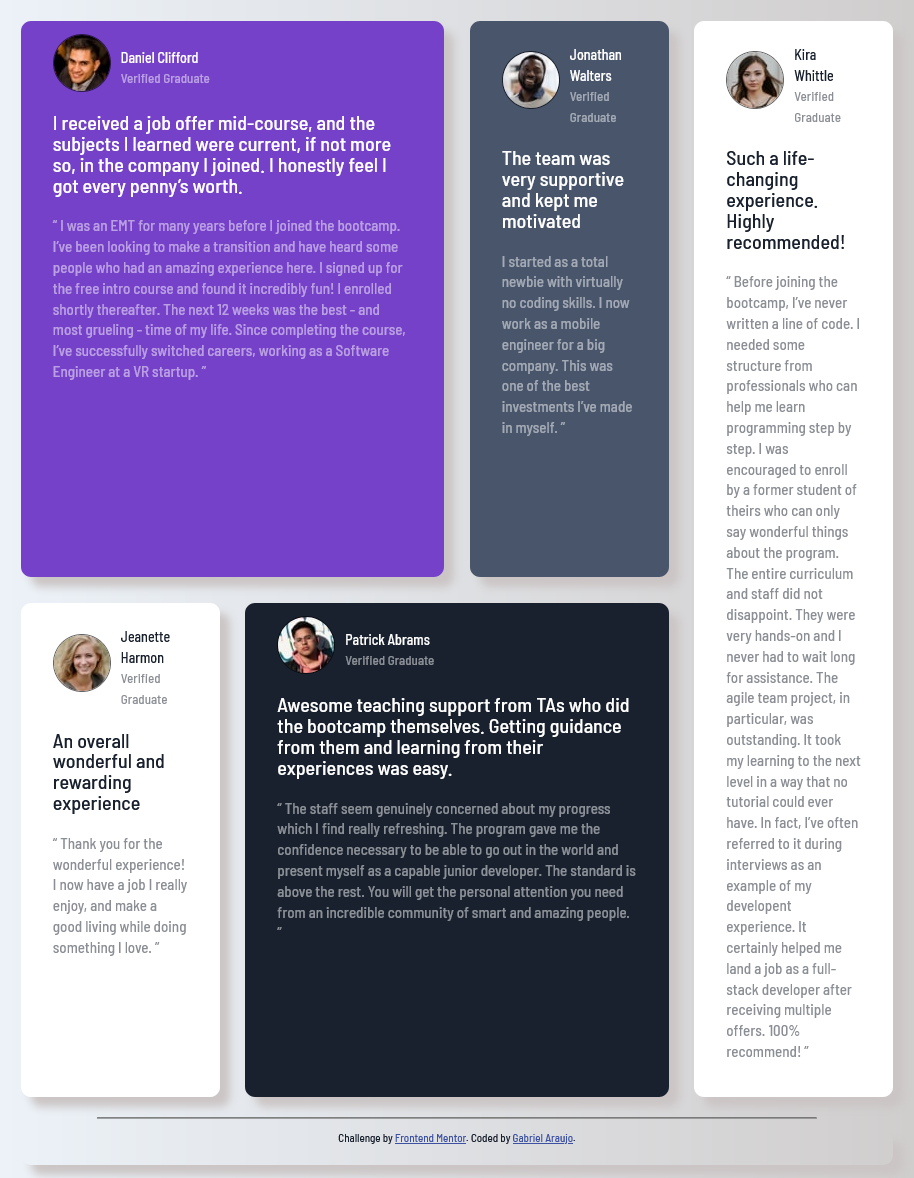 Daniel Clifford
Verified Graduate
I received a job offer mid-course, and the
subjects I learned were current, if not more
so, in the company I joined. I honestly feel I
got every penny’s worth.
“ I was an EMT for many years before I joined the bootcamp.
I’ve been looking to make a transition and have heard some
people who had an amazing experience here. I signed up for
the free intro course and found it incredibly fun! I enrolled
shortly thereafter. The next 12 weeks was the best - and
most grueling - time of my life. Since completing the course,
I’ve successfully switched careers, working as a Software
Engineer at a VR startup. ”
Jonathan
Walters
Verified
Graduate
The team was
very supportive
and kept me
motivated
I started as a total
newbie with virtually
no coding skills. I now
work as a mobile
engineer for a big
company. This was
one of the best
investments I’ve made
in myself. ”
Kira
Whittle
Verified
Graduate
Such a life-
changing
experience.
Highly
recommended!
“ Before joining the
bootcamp, I’ve never
written a line of code. I
needed some
structure from
professionals who can
help me learn
programming step by
step. I was
encouraged to enroll
by a former student of
theirs who can only
say wonderful things
about the program.
The entire curriculum
and staff did not
disappoint. They were
very hands-on and I
never had to wait long
for assistance. The
agile team project, in
particular, was
outstanding. It took
my learning to the next
level in a way that no
tutorial could ever
have. In fact, I’ve often
referred to it during
interviews as an
example of my
developent
experience. It
certainly helped me
land a job as a full-
stack developer after
receiving multiple
offers. 100%
recommend! ”
Jeanette
Harmon
Verified
Graduate
An overall
wonderful and
rewarding
experience
“ Thank you for the
wonderful experience!
I now have a job I really
enjoy, and make a
good living while doing
something I love. ”
Patrick Abrams
Verified Graduate
Awesome teaching support from TAs who did
the bootcamp themselves. Getting guidance
from them and learning from their
experiences was easy.
“ The staff seem genuinely concerned about my progress
which I find really refreshing. The program gave me the
confidence necessary to be able to go out in the world and
present myself as a capable junior developer. The standard is
above the rest. You will get the personal attention you need
from an incredible community of smart and amazing people.
”
Challenge by Frontend Mentor. Coded by Gabriel Araujo.